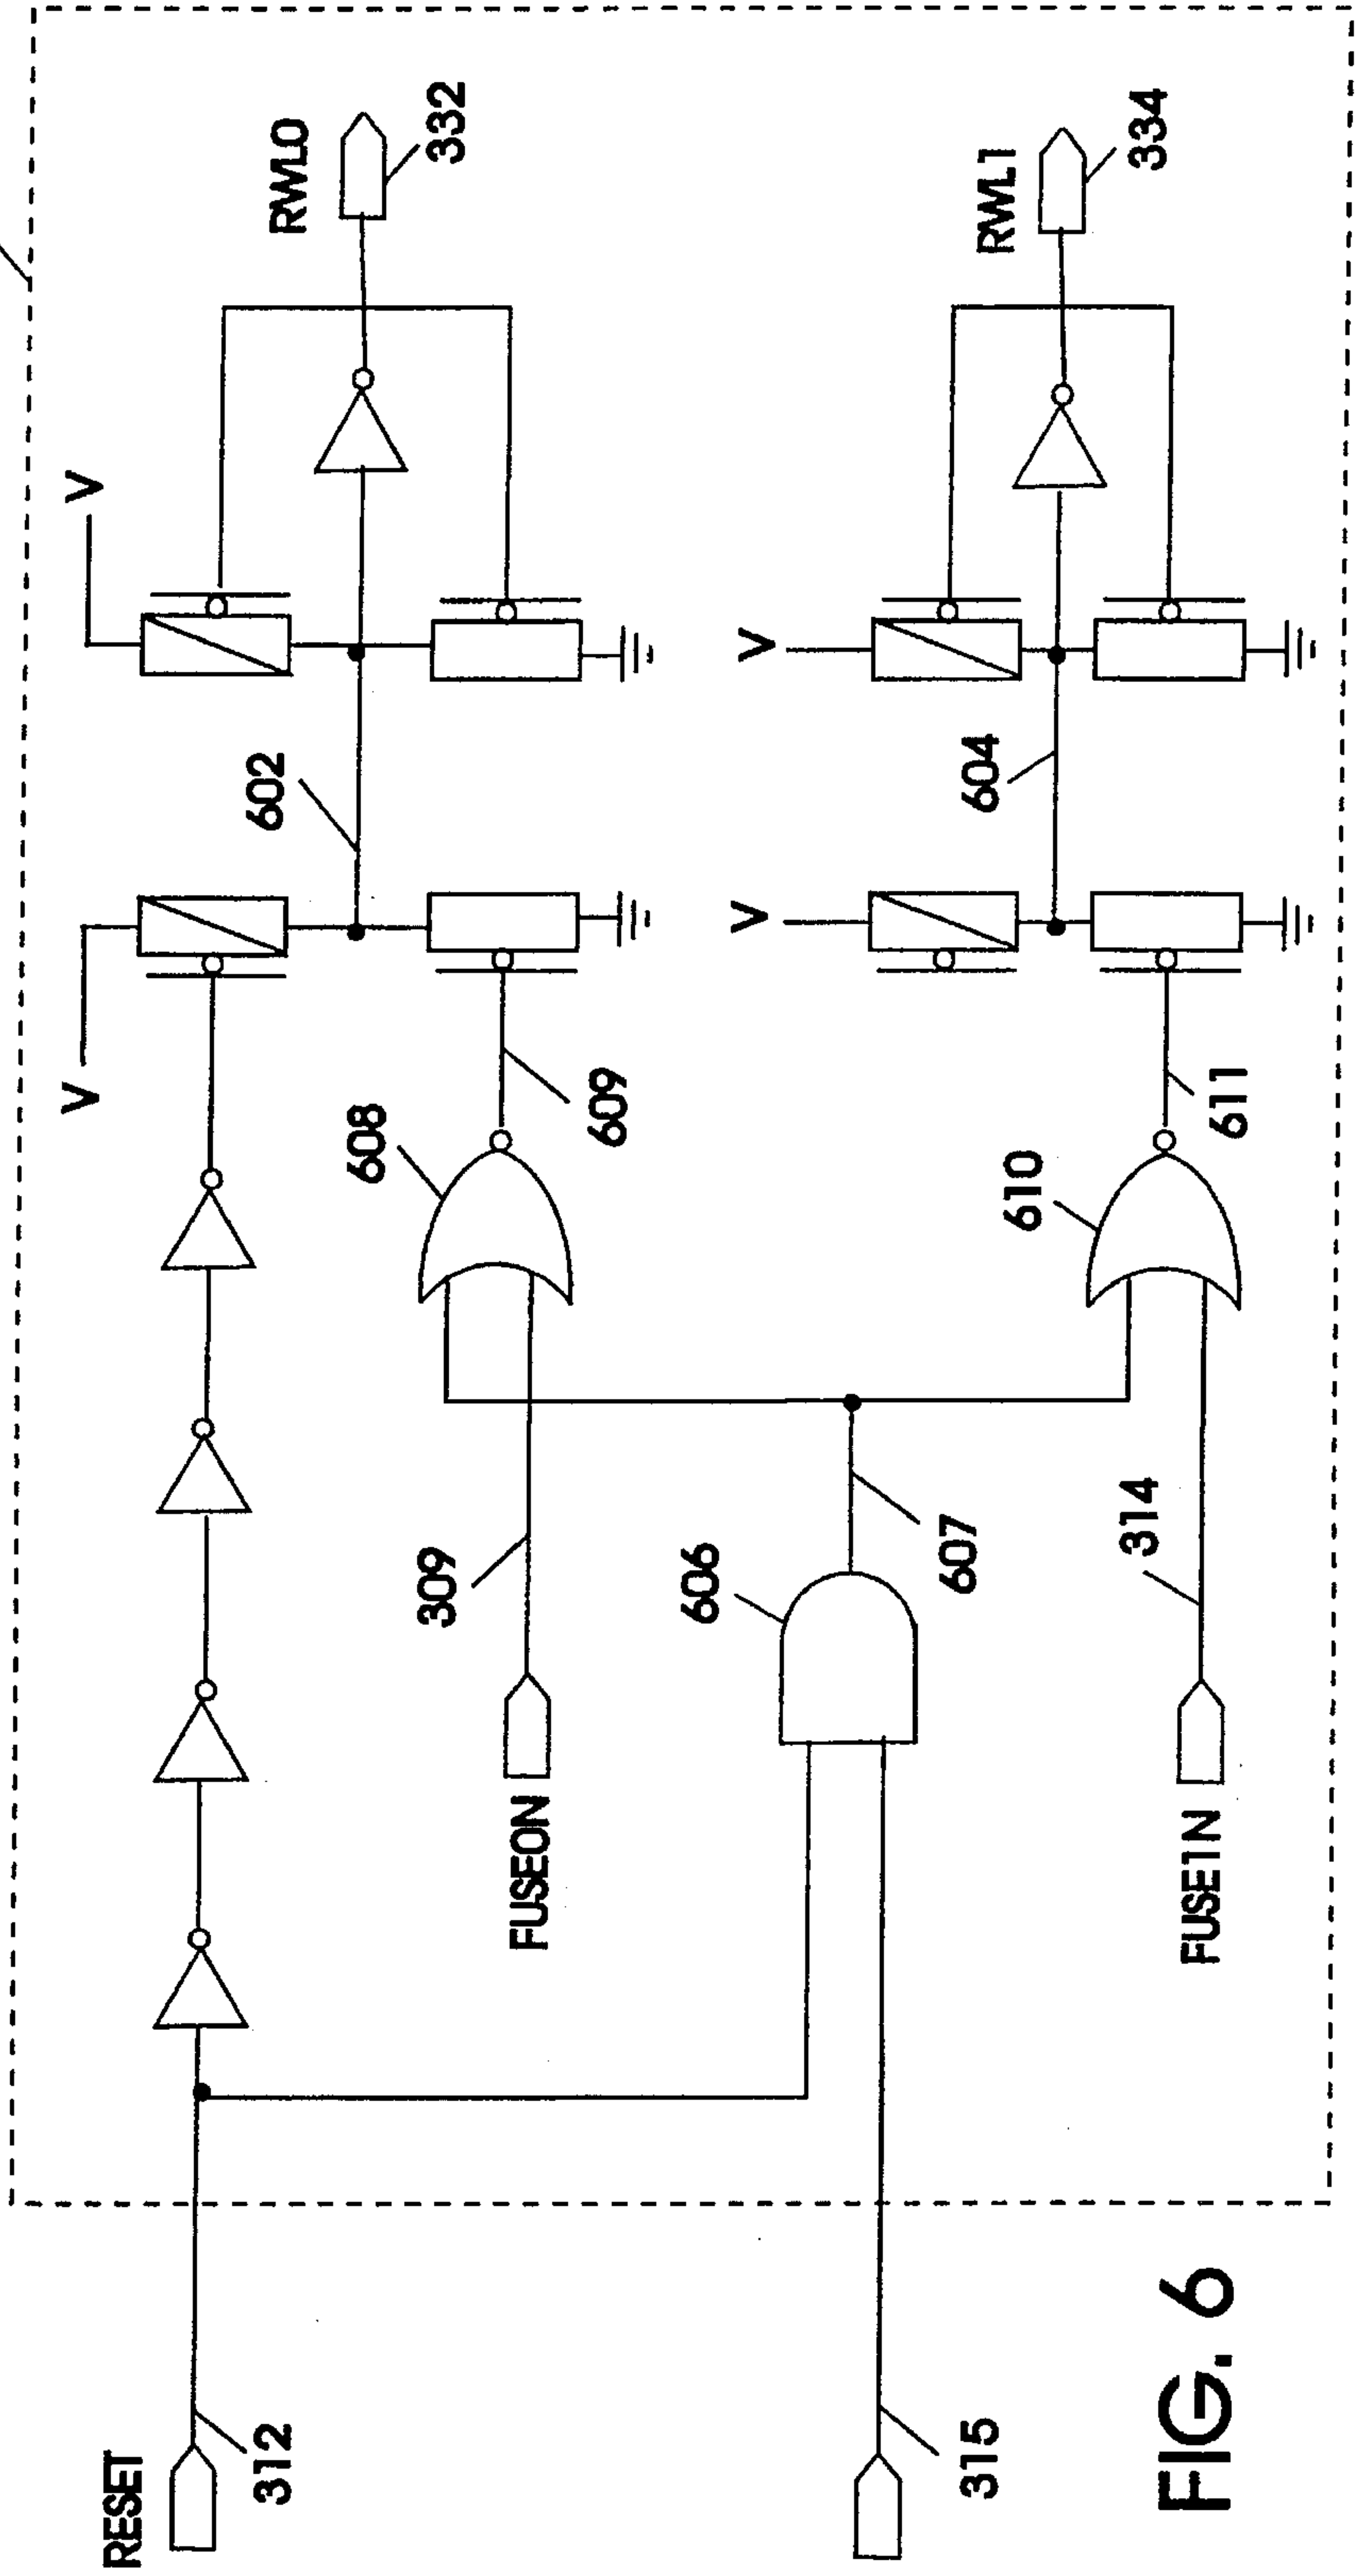 RESET
312
315
V
V
602
RWL0
332
608
609
309
FUSE0N
606
607
V
V
604
RWL1
334
610
611
314
FUSE1N
FIG. 6